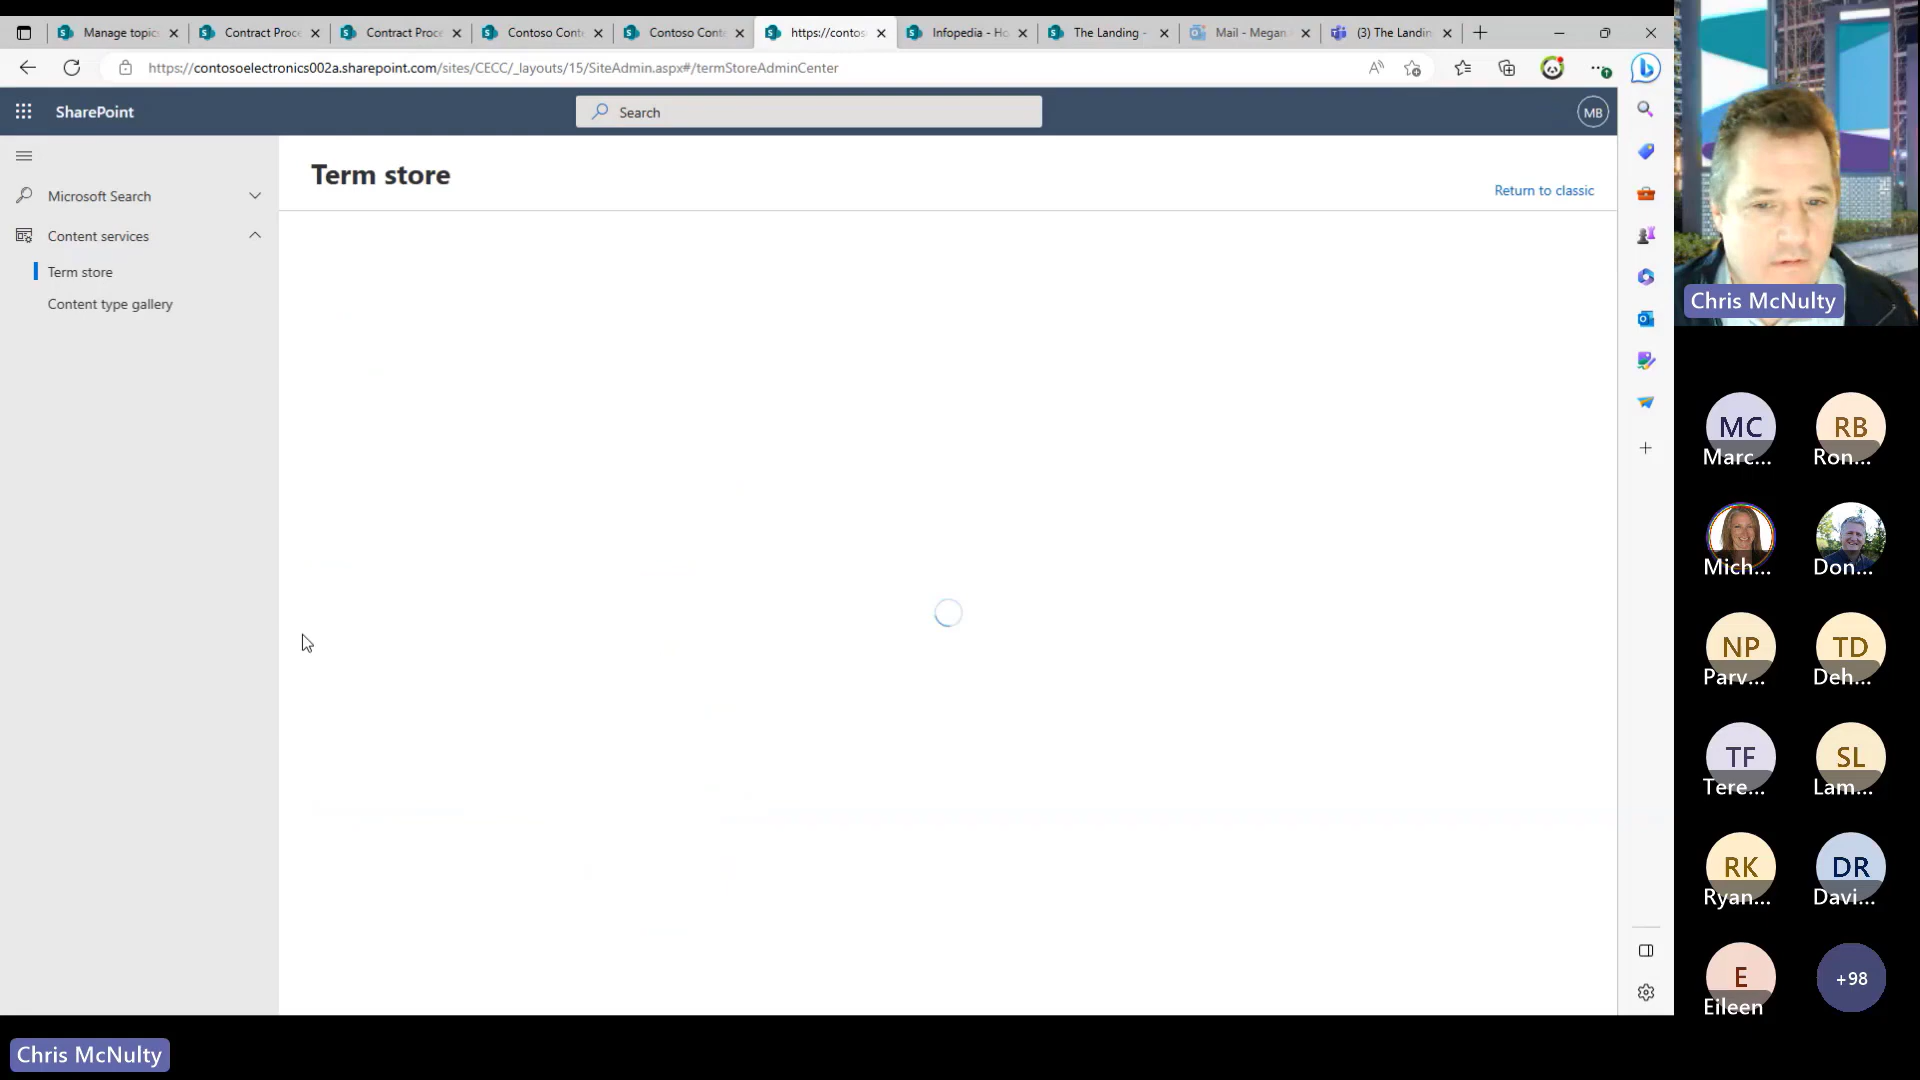 Manage topic
Contract Proc
Contract Proc
Contoso Cont
Contoso Cont
https://contos
Infopedia - Ho
The Landing -
Mail - Megan
(3) The Landin
https://contosoelectronics002a.sharepoint.com/sites/CECC/_layouts/15/SiteAdmin.aspx#/termStoreAdminCenter
SharePoint
Search
MB
Microsoft Search
Content services
Term store
Content type gallery
Term store
Return to classic
Chris McNulty
MC
Marc...
RB
Ron...
Mich...
Don...
NP
Parv...
TD
Deh...
TF
Tere...
SL
Lam...
RK
Ryan...
DR
Davi...
E
Eileen
+98
Chris McNulty